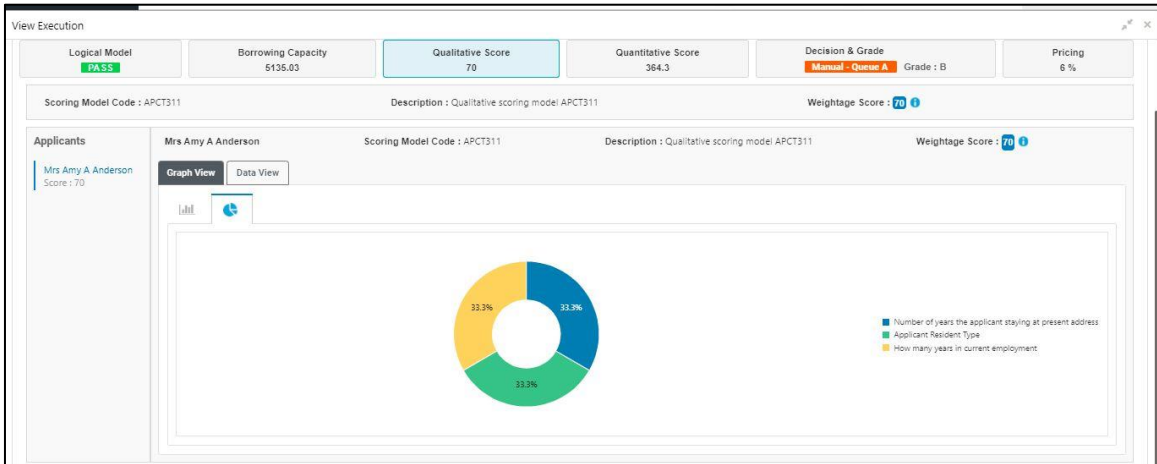 View Execution
Logical Model
PASS
Borrowing Capacity
5135.03
Qualitative Score
70
Quantitative Score
364.3
Decision & Grade
Manual - Queue A Grade : B
Pricing
6 %
Scoring Model Code : APCT311 Description : Qualitative scoring model APCT311 Weightage Score : 70
Applicants
Mrs Amy A Anderson
Score : 70
Mrs Amy A Anderson Scoring Model Code : APCT311 Description : Qualitative scoring model APCT311 Weightage Score : 70
Graph View Data View
33.3% 33.3%
33.3%
Number of years the applicant staying at present address
Applicant Resident Type
How many years in current employment